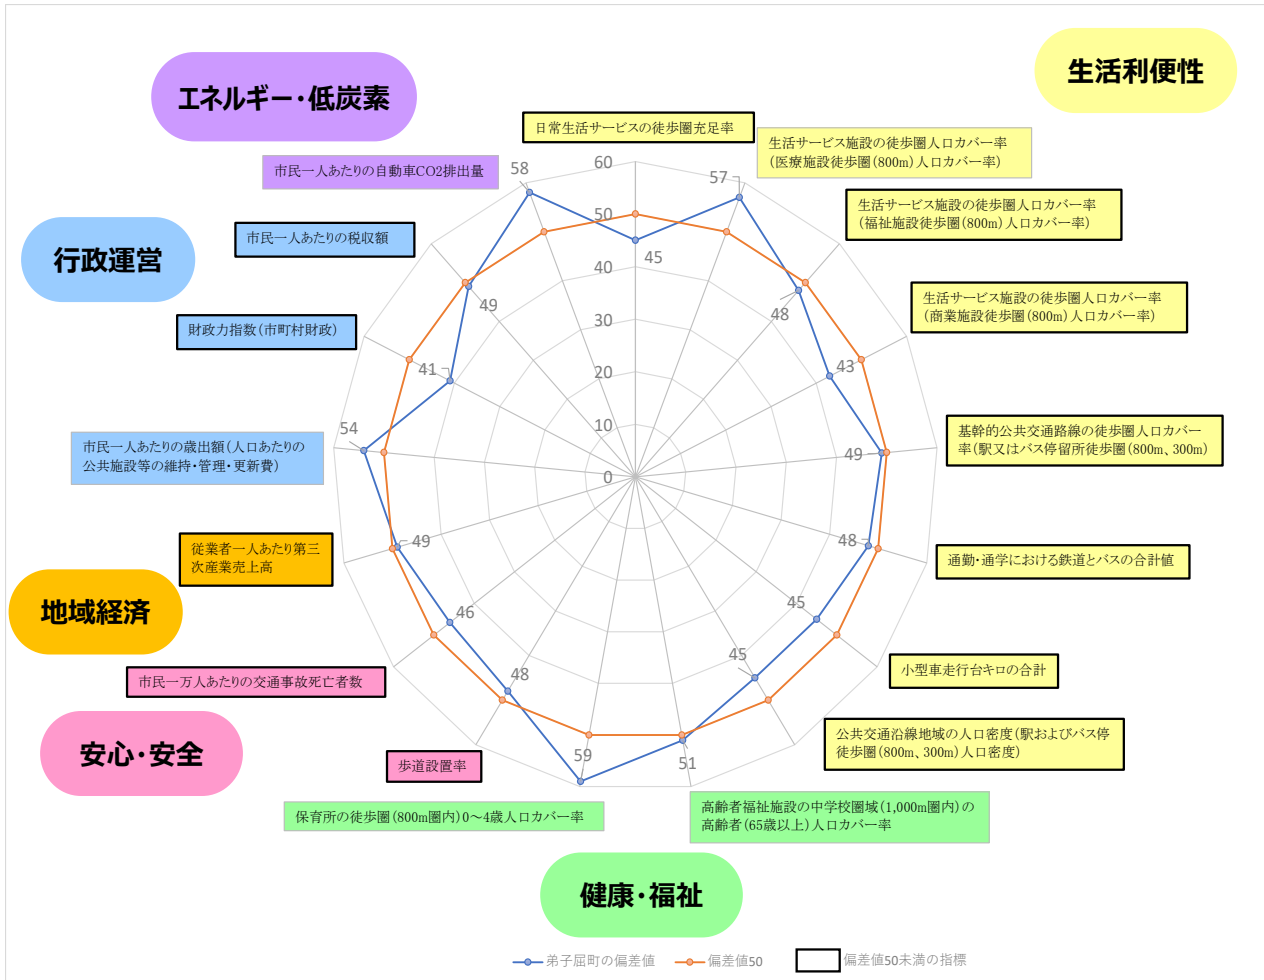 エネルギー・低炭素
生活利便性
日常生活サービスの徒歩圏充足率
生活サービス施設の徒歩圏人口カバー率
(医療施設徒歩圏(800m)人口カバー率)
市民一人あたりの自動車CO2排出量
生活サービス施設の徒歩圏人口カバー率
(福祉施設徒歩圏(800m)人口カバー率)
市民一人あたりの税収額
行政運営
生活サービス施設の徒歩圏人口カバー率
(商業施設徒歩圏(800m)人口カバー率)
財政力指数(市町村財政)
基幹的公共交通路線の徒歩圏人口カバー
率(駅又はバス停留所徒歩圏(800m、300m)
市民一人あたりの歳出額(人口あたりの
公共施設等の維持・管理・更新費)
通勤・通学における鉄道とバスの合計値
従業者一人あたり第三
次産業売上高
地域経済
小型車走行台キロの合計
市民一万人あたりの交通事故死亡者数
安心・安全
公共交通沿線地域の人口密度(駅およびバス停
徒歩圏(800m、300m)人口密度)
歩道設置率
保育所の徒歩圏(800m圏内)0～4歳人口カバー率
高齢者福祉施設の中学校圏域(1,000m圏内)の
高齢者(65歳以上)人口カバー率
健康・福祉
60
50
40
30
20
10
0
45
57
48
43
49
48
45
45
51
59
48
46
49
54
41
49
58
弟子屈町の偏差値
偏差値50
偏差値50未満の指標